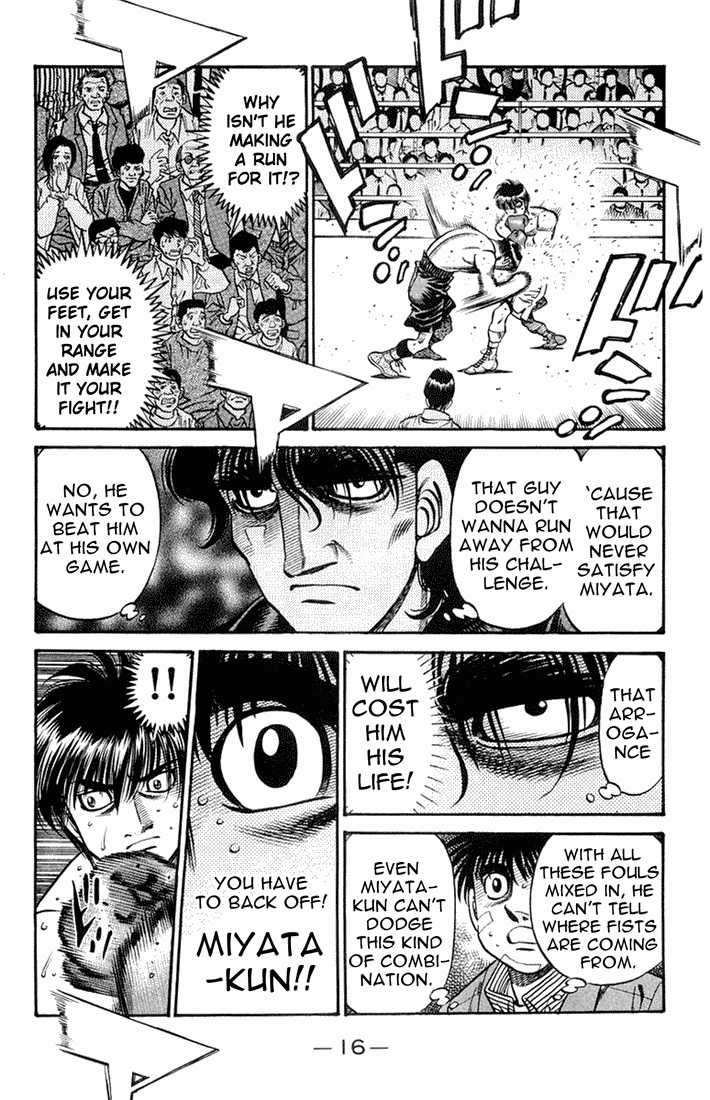 WHY
ISN'T HE
MAKING
A RUN
FOR IT!?
USE YOUR
FEET, GET
IN YOUR
RANGE
AND MAKE
IT YOUR
FIGHT!!
'CAUSE
THAT
WOULD
NEVER
SATISFY
MIYATA.
THAT GUY
DOESN'T
WANNA RUN
AWAY FROM
HIS CHAL-
LENGE.
NO, HE
WANTS TO
BEAT HIM
AT HIS OWN
GAME.
THAT
ARR-
OGA-
NCE
WILL
COST
HIM
HIS
LIFE!
WITH ALL
THESE FOULS
MIXED IN, HE
CAN'T TELL
WHERE FISTS
ARE COMING
FROM.
EVEN
MIYATA-
KUN CAN'T
DODGE
THIS KIND
OF COMBI-
NATION.
YOU HAVE
TO BACK OFF!
MIYATA
-KUN!!
!!
—16—